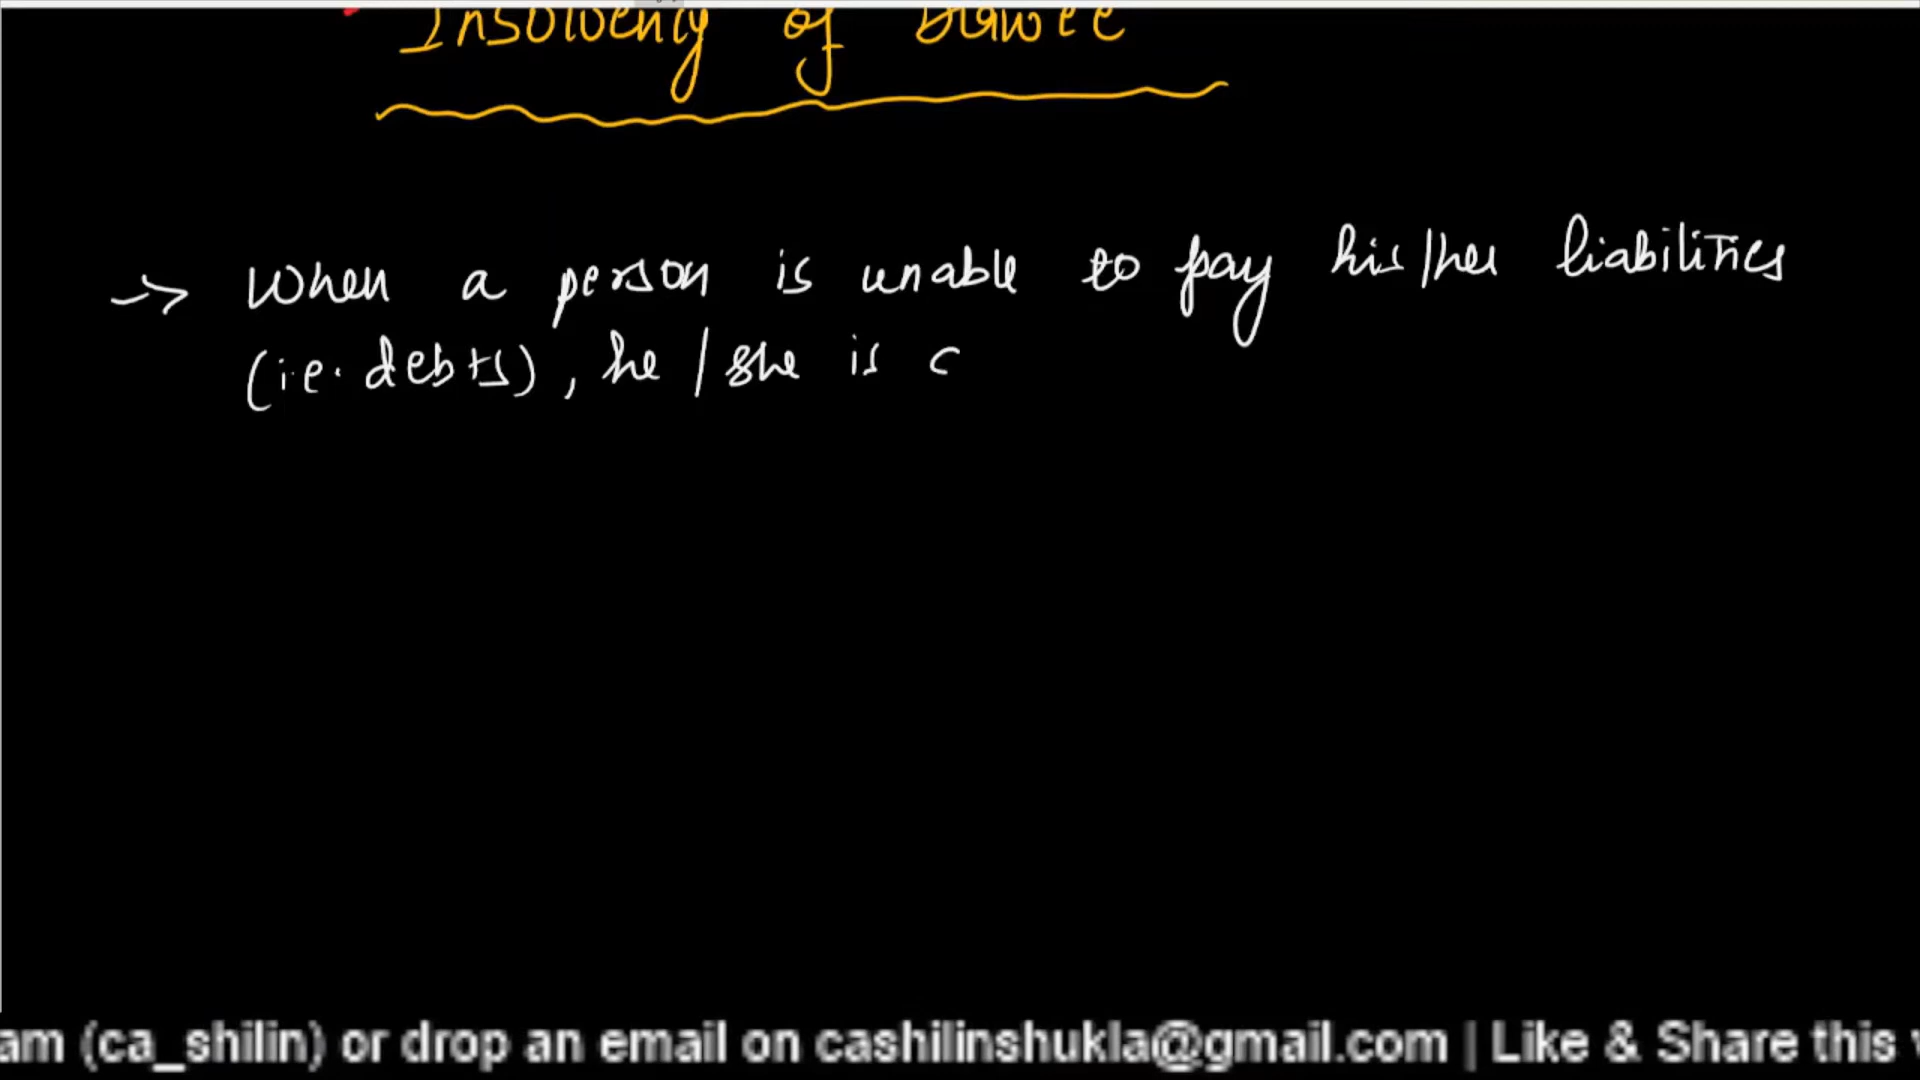 Insolvency of Drawee
-> When a person is unable to pay his/her liabilities
(i.e. debts), he / she is c
am (ca_shilin) or drop an email on cashilinshukla@gmail.com | Like & Share this